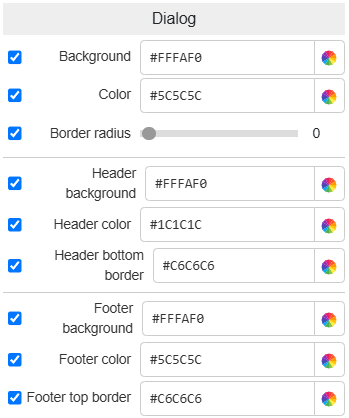 Dialog
Background #FFFAF0
Color #5C5C5C
Border radius 0
Header
background #FFFAF0
Header color #1C1C1C
Header bottom
border #C6C6C6
Footer
background #FFFAF0
Footer color #5C5C5C
Footer top border #C6C6C6